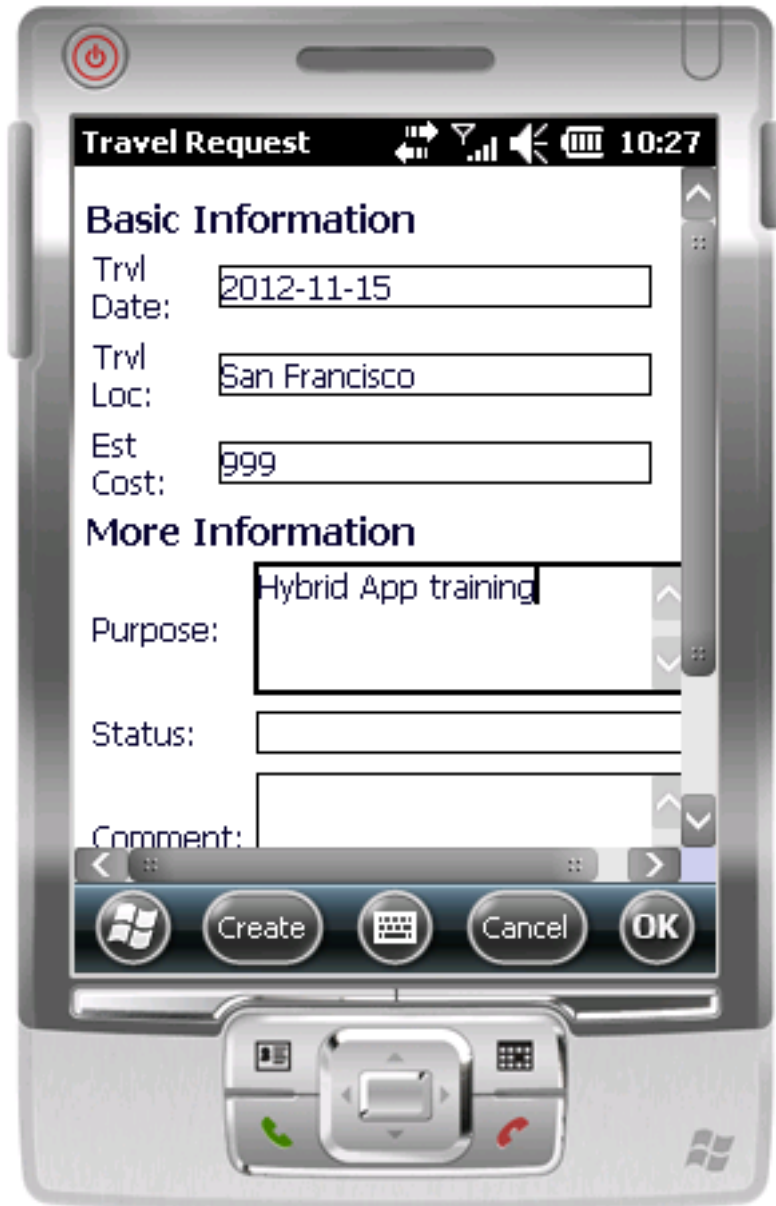 Travel Request 10:27
Basic Information
Trvl
Date:
2012-11-15
Trvl
Loc:
San Francisco
Est
Cost:
999
More Information
Hybrid App training
Purpose:
Status:
Comment:
Create Cancel OK